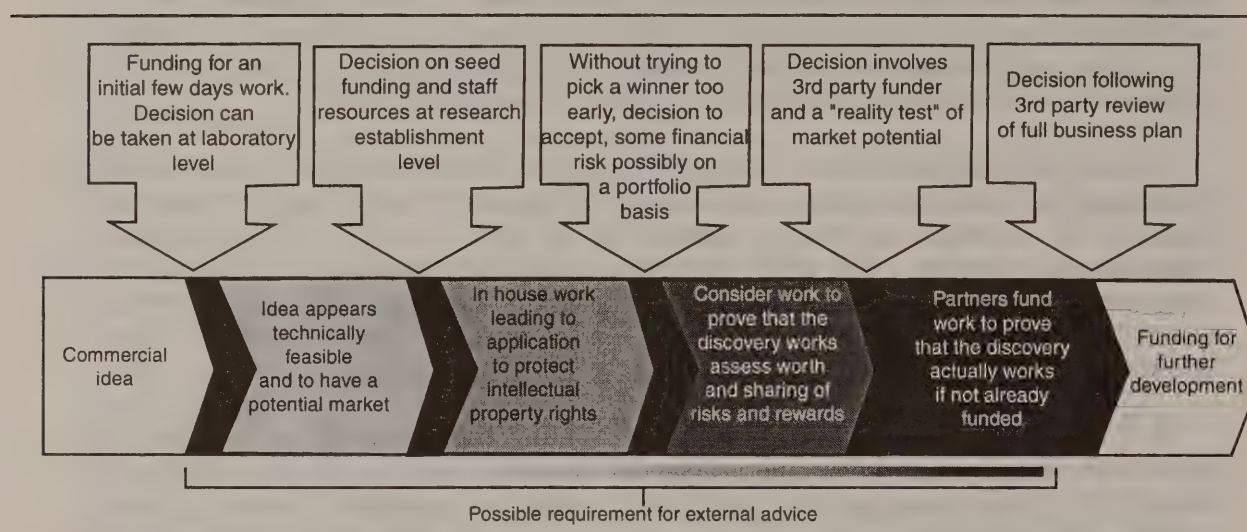 Funding for an
initial few days work.
Decision can
be taken at laboratory
level
Decision on seed
funding and staff
resources at research
establishment
level
Without trying to
pick a winner too
early, decision to
accept, some financial
risk possibly on
a portfolio
basis
Decision involves
3rd party funder
and a "reality test" of
market potential
Decision following
3rd party review
of full business plan
Commercial
idea
Idea appears
technically
feasible
and to have a
potential market
In house work
leading to
application
to protect
intellectual
property rights
Consider work to
prove that the
discovery works
assess worth
and sharing of
risks and rewards
Partners fund
work to prove
that the discovery
actually works
if not already
funded
Funding for
further
development
Possible requirement for external advice